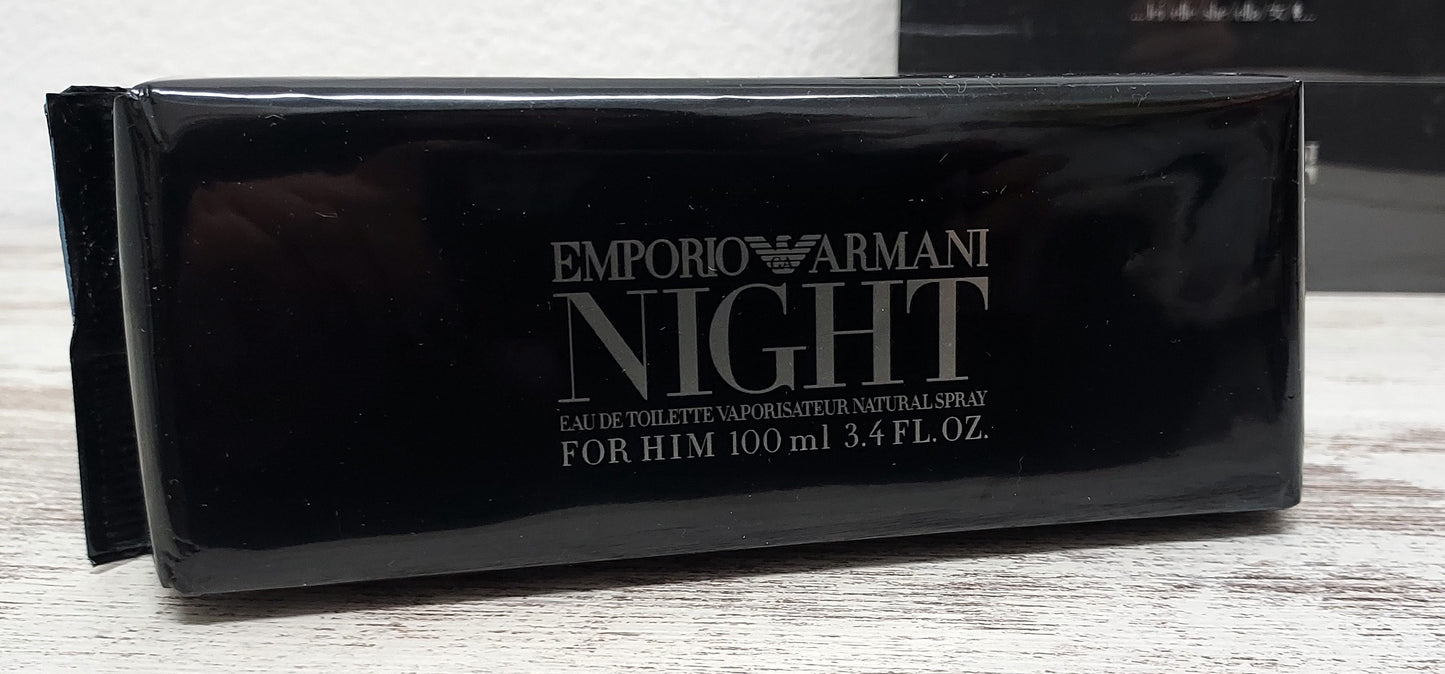 EMPORIO ARMANI
NIGHT
EAU DE TOILETTE VAPORISATEUR NATURAL SPRAY
FOR HIM 100 ml 3.4 FL. OZ.